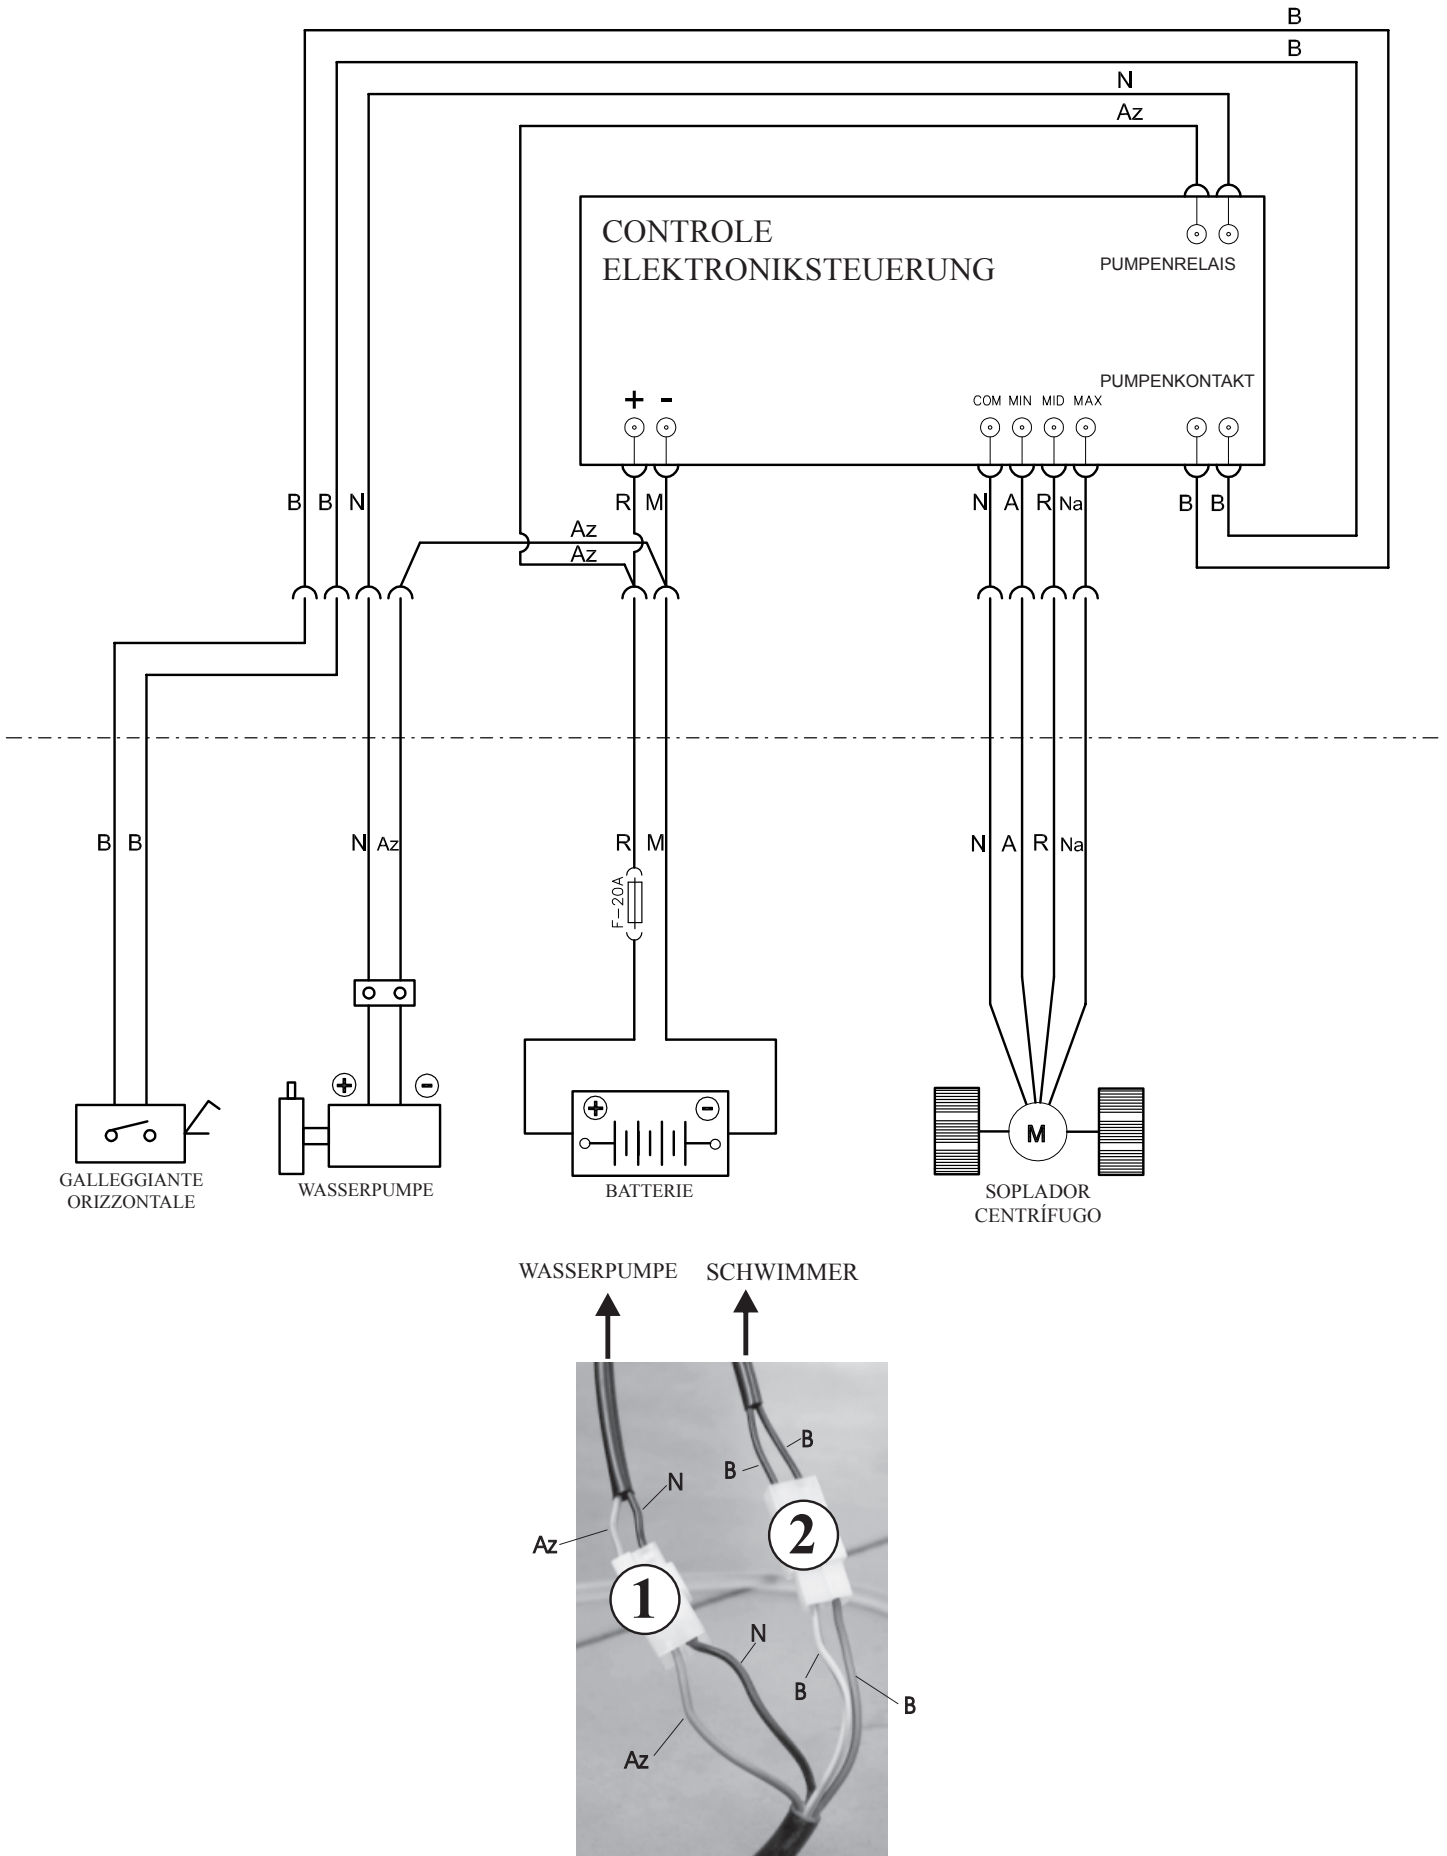 B
B
N
Az
CONTROLE
ELEKTRONIKSTEUERUNG
PUMPENRELAIS
PUMPENKONTAKT
+ -
COM MIN MID MAX
B B N R M N A R Na B B
Az
Az
B B N Az R M N A R Na
F-20A
+ -
+ -
M
GALLEGGIANTE
ORIZZONTALE
WASSERPUMPE
BATTERIE
SOPLADOR
CENTRÍFUGO
WASSERPUMPE SCHWIMMER
B
B
N
Az
2
1
N
B
B
Az